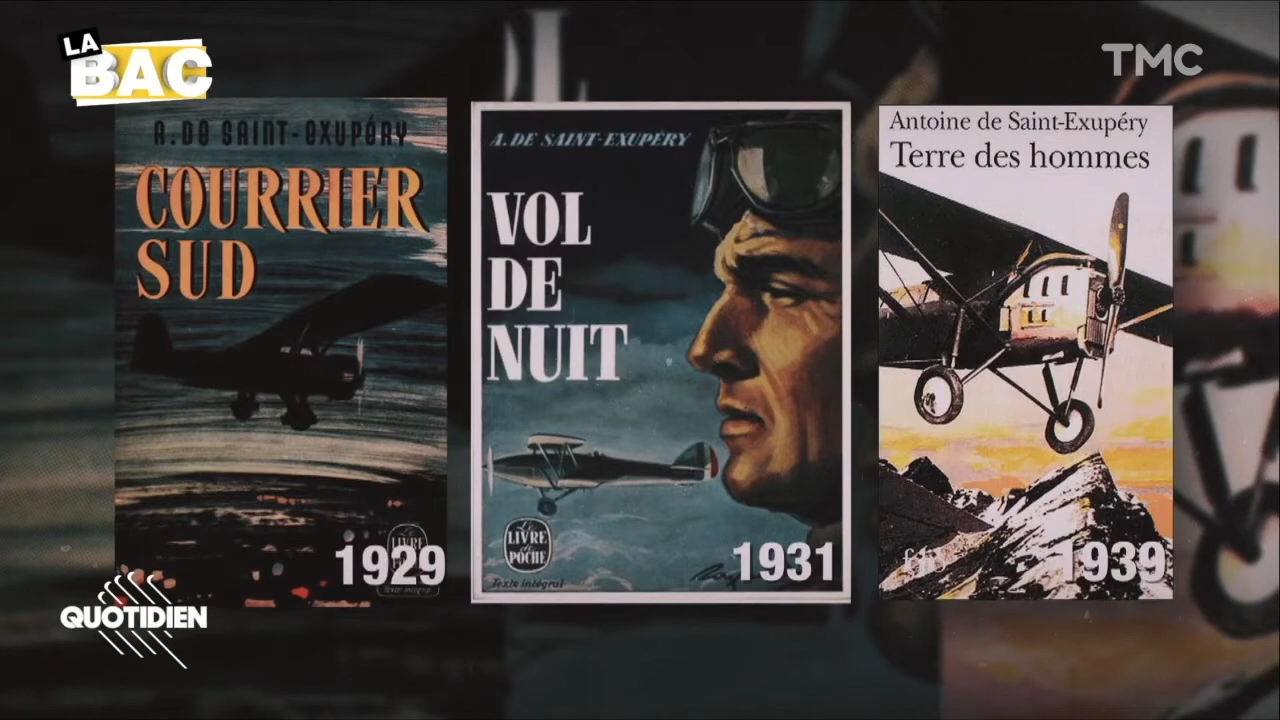 LA
BAC
TMC
A. DE SAINT-EXUPÉRY
COURRIER
SUD
1929
A. DE SAINT-EXUPÉRY
VOL
DE
NUIT
Le
LIVRE
de
POCHE
Texte intégral
1931
Antoine de Saint-Exupéry
Terre des hommes
1939
QUOTIDIEN